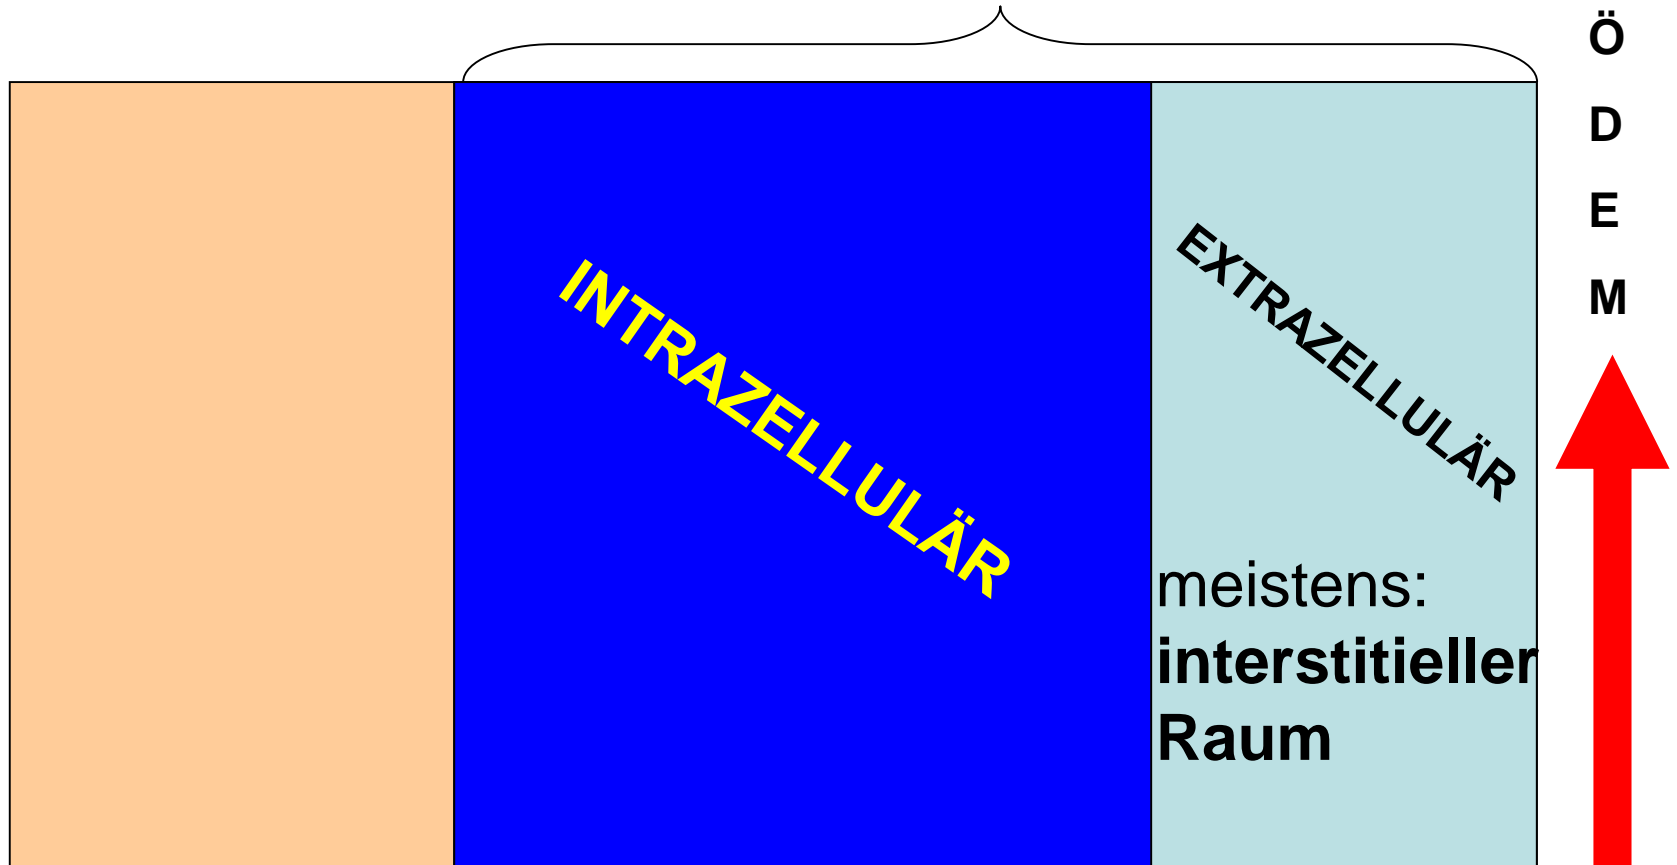 INTRAZELLULÄR
EXTRAZELLULÄR
meistens:
interstitieller
Raum
Ö
D
E
M